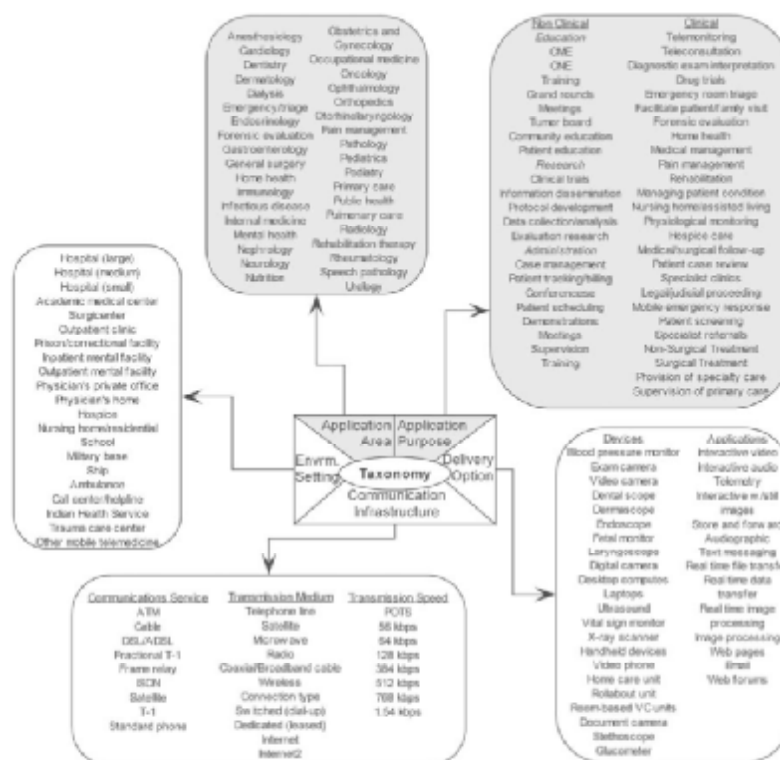 Anesthesiology
Cardiology
Dentistry
Dermatology
Dialysis
Emergency/triage
Endocrinology
Forensic evaluation
Gastroenterology
General surgery
Home health
Immunology
Infectious disease
Internal medicine
Mental health
Nephrology
Neurology
Nutrition
Obstetrics and
Gynecology
Occupational medicine
Oncology
Ophthalmology
Orthopedics
Otorhinolaryngology
Pain management
Pathology
Pediatrics
Podiatry
Primary care
Public health
Pulmonary care
Radiology
Rehabilitation therapy
Rheumatology
Speech pathology
Urology
Non Clinical
Education
CME
CNE
Training
Grand rounds
Meetings
Tumor board
Community education
Patient education
Research
Clinical trials
Information dissemination
Protocol development
Data collection/analysis
Evaluation research
Administration
Case management
Patient tracking/billing
Patient scheduling
Demonstrations
Meetings
Supervision
Training
Clinical
Telemonitoring
Teleconsultation
Diagnostic exam interpretation
Drug trials
Emergency room triage
Facilitate patient/family visit
Forensic evaluation
Home health
Medical management
Pain management
Rehabilitation
Managing patient condition
Nursing home/assisted living
Physiological monitoring
Hospice care
Medical/surgical follow-up
Patient case review
Specialist clinics
Legal/judicial proceeding
Mobile emergency response
Patient screening
Specialist referrals
Non-Surgical Treatment
Surgical Treatment
Provision of specialty care
Supervision of primary care
Hospital (large)
Hospital (medium)
Hospital (small)
Academic medical center
Surgicenter
Outpatient clinic
Prison/correctional facility
Inpatient mental facility
Outpatient mental facility
Physician's private office
Physician's home
Hospice
Nursing home/residential
School
Military base
Ship
Ambulance
Call center/helpline
Indian Health Service
Trauma care center
Other mobile telemedicine
Application
Area
Application
Purpose
Envrm.
Setting
Taxonomy
Delivery
Option
Communication
Infrastructure
Devices
Blood pressure monitor
Exam camera
Video camera
Dental scope
Dermascope
Endoscope
Fetal monitor
Laryngoscope
Digital camera
Desktop computes
Laptops
Ultrasound
Vital sign monitor
X-ray scanner
Handheld devices
Video phone
Home care unit
Rollabout unit
Room-based VC units
Document camera
Stethoscope
Glucometer
Applications
Interactive video
Interactive audio
Telemetry
Interactive w/still
images
Store and forward
Audiographic
Text messaging
Real time file transfer
Real time data
transfer
Real time image
processing
Image processing
Web pages
Email
Web forums
Communications Service
ATM
Cable
DSL/ADSL
Fractional T-1
Frame relay
ISDN
Satellite
T-1
Standard phone
Transmission Medium
Telephone line
Satellite
Microwave
Radio
Coaxial/Broadband cable
Wireless
Connection type
Switched (dial-up)
Dedicated (leased)
Internet
Internet2
Transmission Speed
POTS
56 kbps
64 kbps
128 kbps
384 kbps
512 kbps
768 kbps
1.54 kbps